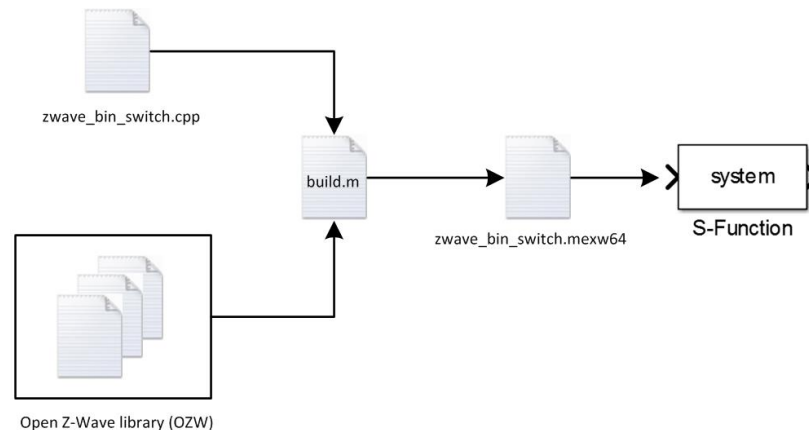 zwave_bin_switch.cpp
build.m
zwave_bin_switch.mexw64
system
S-Function
Open Z-Wave library (OZW)